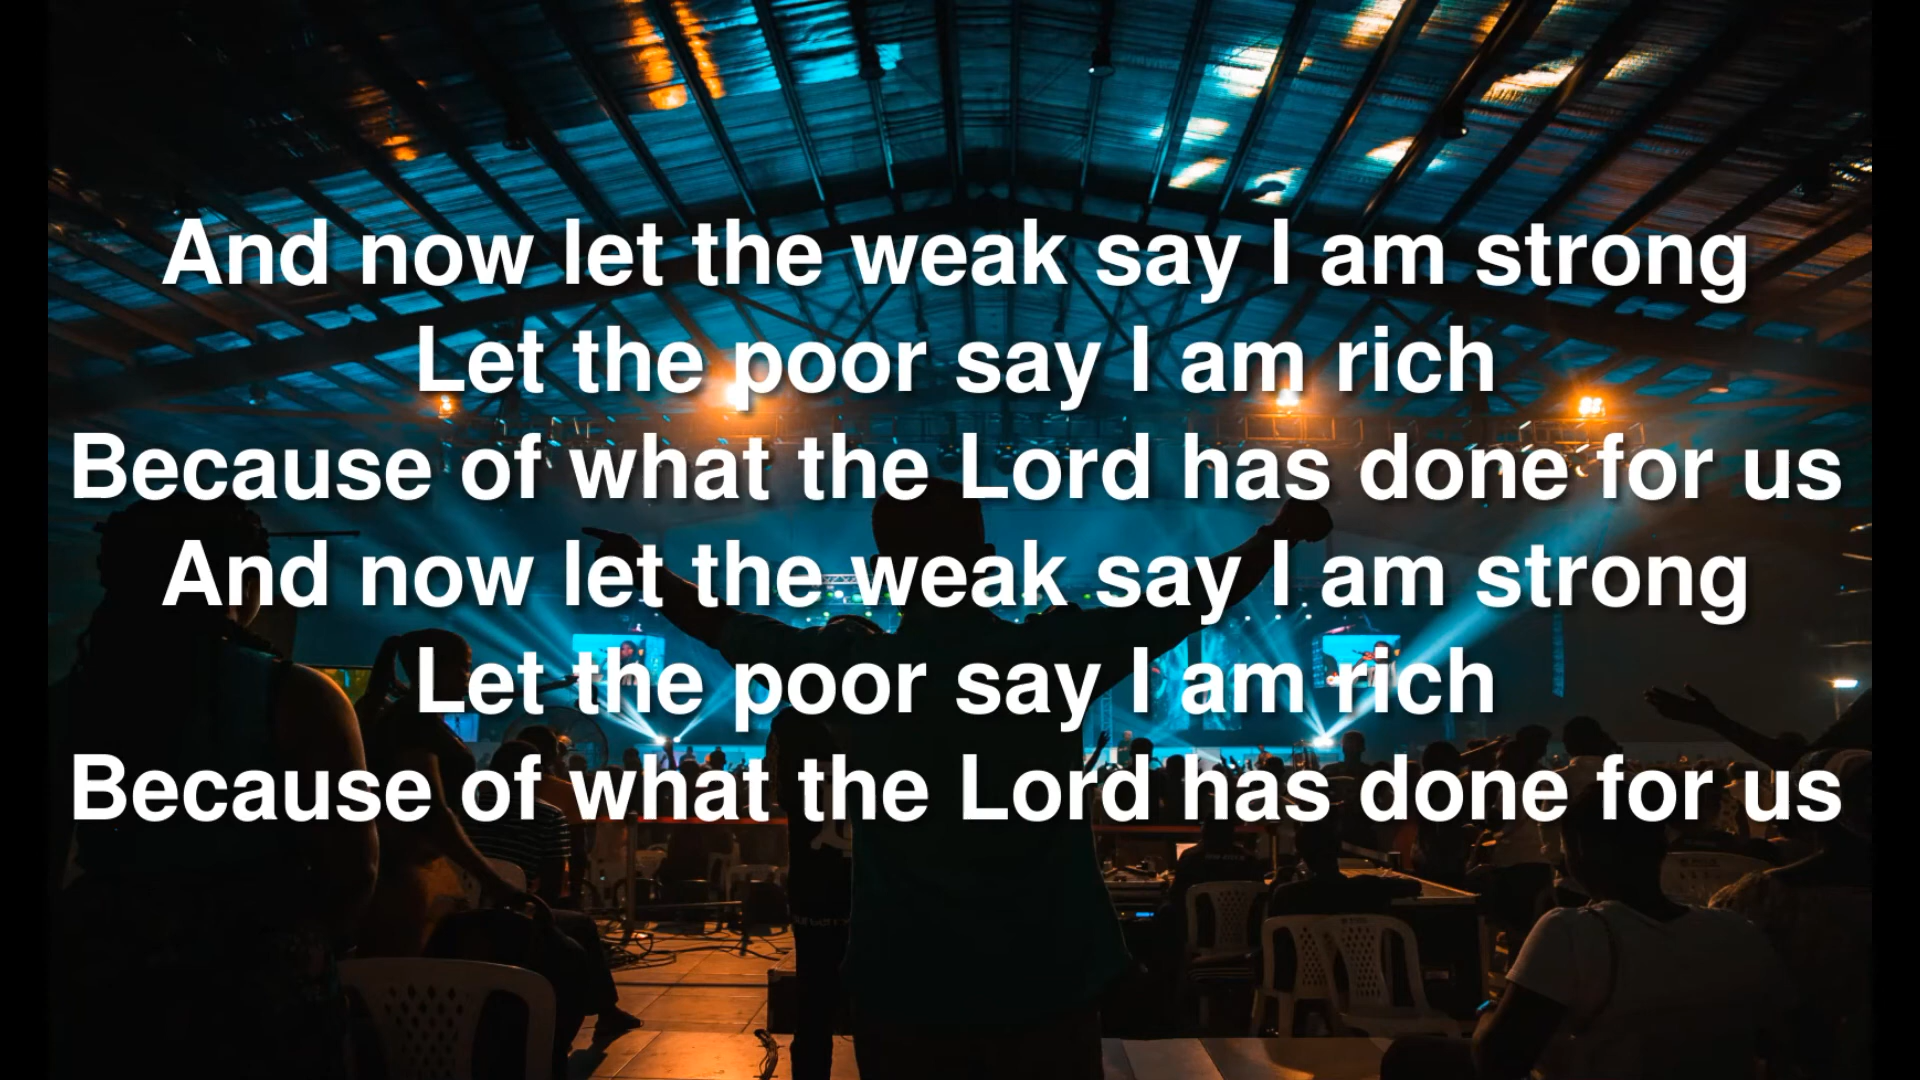 And now let the weak say I am strong
Let the poor say I am rich
Because of what the Lord has done for us
And now let the weak say I am strong
Let the poor say I am rich
Because of what the Lord has done for us